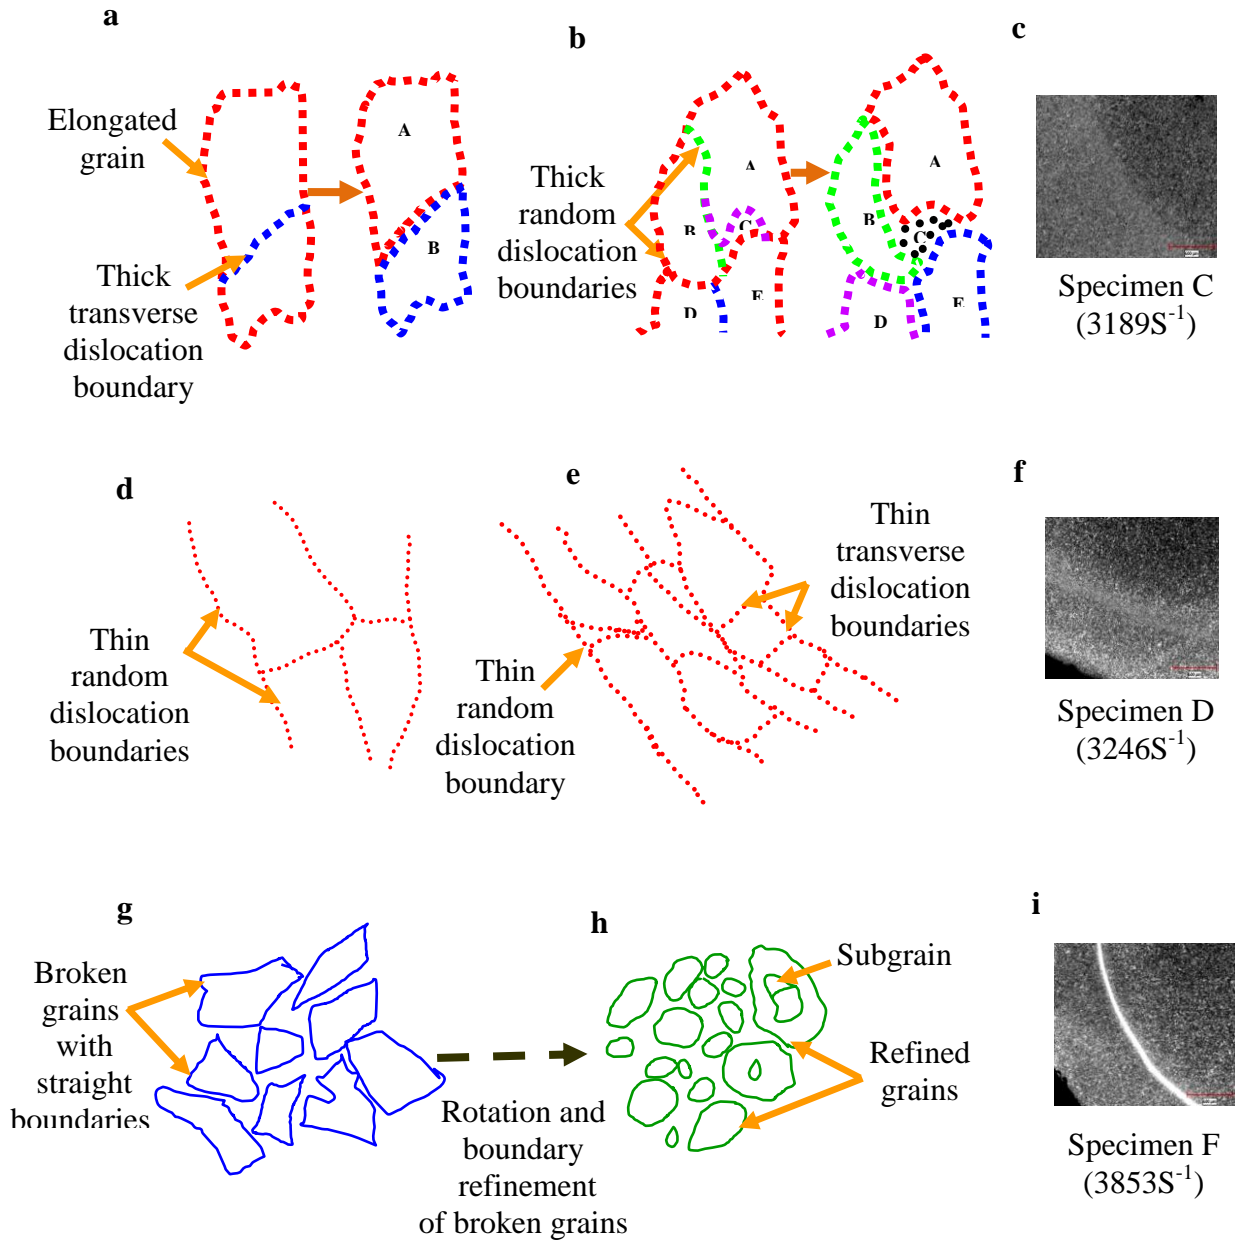 a
Elongated
grain
Thick
transverse
dislocation
boundary
A
B
b
Thick
random
dislocation
boundaries
A
B
C
D
E
A
B
C
D
E
c
Specimen C
(3189S⁻¹)
d
Thin
random
dislocation
boundaries
e
Thin
transverse
dislocation
boundaries
Thin
random
dislocation
boundary
f
Specimen D
(3246S⁻¹)
g
Broken
grains
with
straight
boundaries
Rotation and
boundary
refinement
of broken grains
h
Subgrain
Refined
grains
i
Specimen F
(3853S⁻¹)